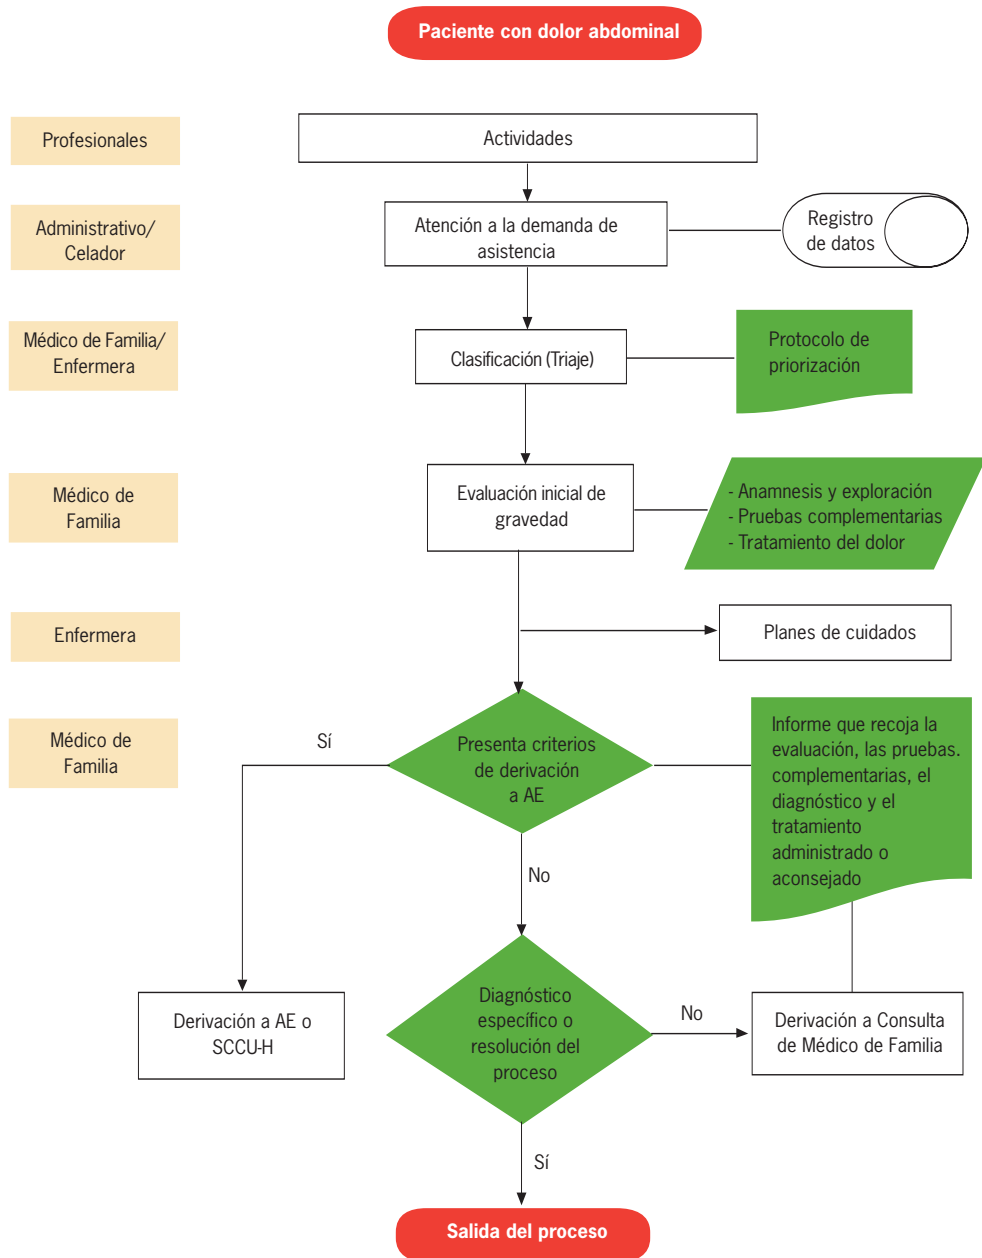 Paciente con dolor abdominal
Profesionales
Actividades
Administrativo/
Celador
Atención a la demanda de
asistencia
Registro
de datos
Médico de Familia/
Enfermera
Clasificación (Triaje)
Protocolo de
priorización
Médico de
Familia
Evaluación inicial de
gravedad
- Anamnesis y exploración
- Pruebas complementarias
- Tratamiento del dolor
Enfermera
Planes de cuidados
Médico de
Familia
Sí
Presenta criterios
de derivación
a AE
Informe que recoja la
evaluación, las pruebas.
complementarias, el
diagnóstico y el
tratamiento
administrado o
aconsejado
No
Derivación a AE o
SCCU-H
Diagnóstico
específico o
resolución del
proceso
No
Derivación a Consulta
de Médico de Familia
Sí
Salida del proceso